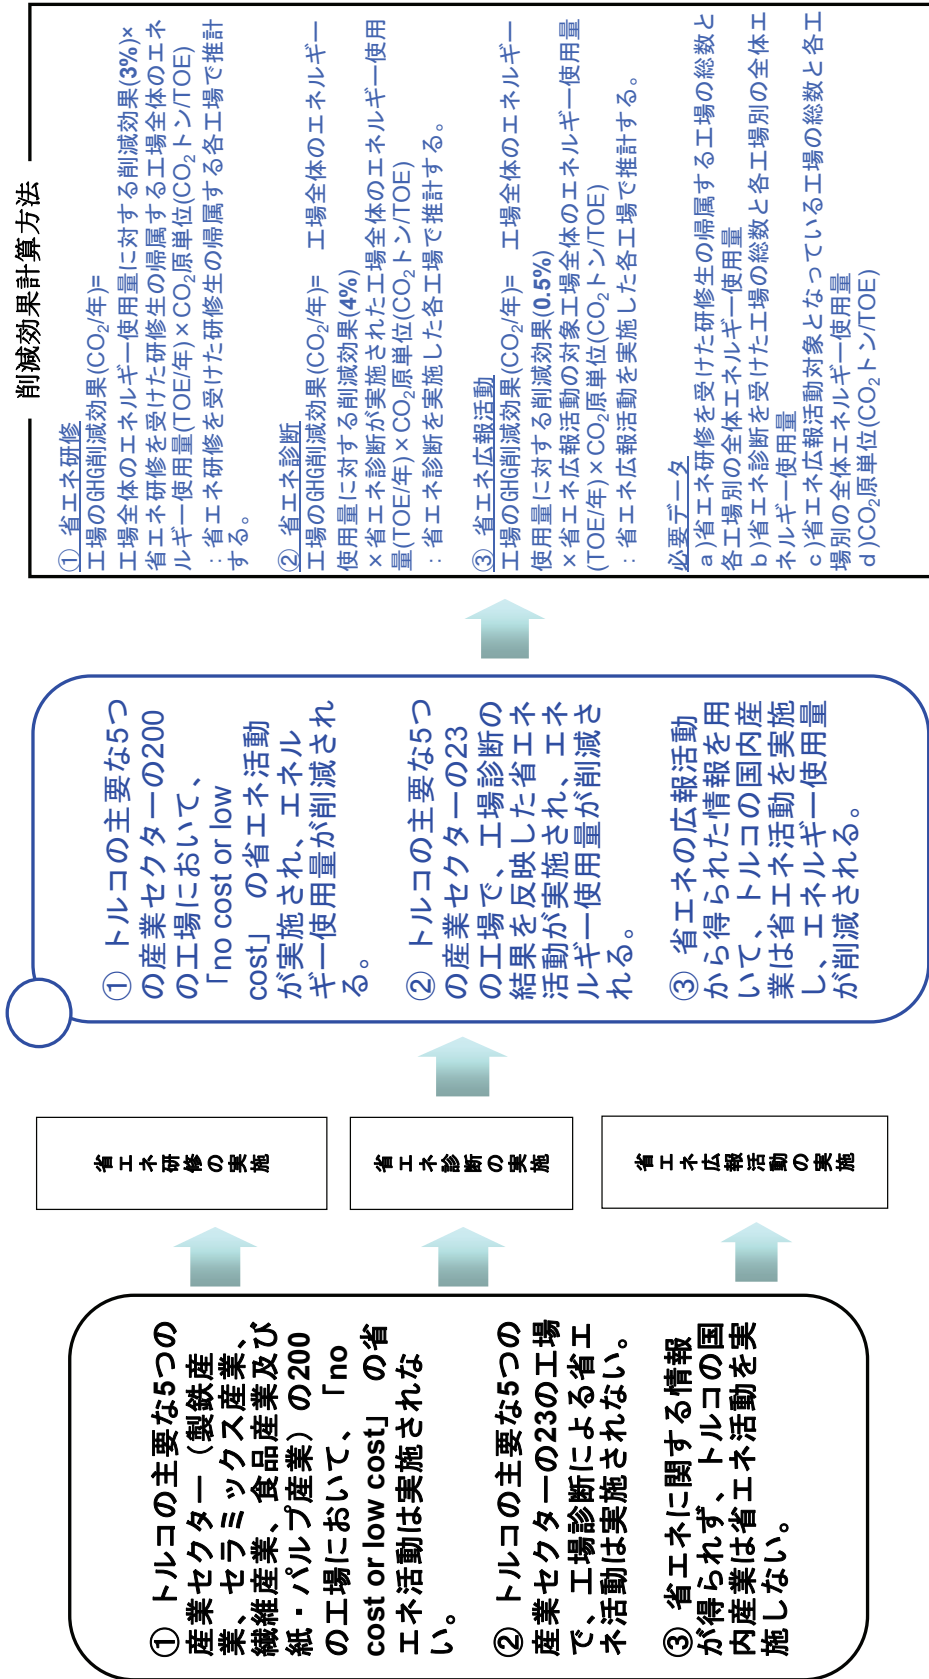 ① トルコの主要な5つの
産業セクター（製鉄産
業、セラミックス産業、
繊維産業、食品産業及び
紙・パルプ産業）の200
の工場において、「no
cost or low cost」の省
エネ活動は実施されな
い。
② トルコの主要な5つの
産業セクターの23の工場
で、工場診断による省エ
ネ活動は実施されない。
③ 省エネに関する情報
が得られず、トルコの国
内産業は省エネ活動を実
施しない。
省エネ研修の実施
省エネ診断の実施
省エネ広報活動の実施
① トルコの主要な5つ
の産業セクターの200
の工場において、
「no cost or low
cost」の省エネ活動
が実施され、エネル
ギー使用量が削減され
る。
② トルコの主要な5つ
の産業セクターの23
の工場で、工場診断の
結果を反映した省エネ
活動が実施され、エネ
ルギー使用量が削減さ
れる。
③ 省エネの広報活動
から得られた情報を用
いて、トルコの国内産
業は省エネ活動を実施
し、エネルギー使用量
が削減される。
削減効果計算方法
① 省エネ研修
工場のGHG削減効果(CO₂/年)=
工場全体のエネルギー使用量に対する削減効果(3%)×
省エネ研修を受けた研修生の帰属する工場全体のエネ
ルギー使用量(TOE/年)×CO₂原単位(CO₂トン/TOE)
：省エネ研修を受けた研修生の帰属する各工場で推計
する。
② 省エネ診断
工場のGHG削減効果(CO₂/年)= 工場全体のエネルギー
使用量に対する削減効果(4%)
×省エネ診断が実施された工場全体のエネルギー使用
量(TOE/年)×CO₂原単位(CO₂トン/TOE)
：省エネ診断を実施した各工場で推計する。
③ 省エネ広報活動
工場のGHG削減効果(CO₂/年)= 工場全体のエネルギー
使用量に対する削減効果(0.5%)
×省エネ広報活動の対象工場全体のエネルギー使用量
(TOE/年)×CO₂原単位(CO₂トン/TOE)
：省エネ広報活動を実施した各工場で推計する。
必要データ
a)省エネ研修を受けた研修生の帰属する工場の総数と
各工場別の全体エネルギー使用量
b)省エネ診断を受けた工場の総数と各工場別の全体エ
ネルギー使用量
c)省エネ広報活動対象となっている工場の総数と各工
場別の全体エネルギー使用量
d)CO₂原単位(CO₂トン/TOE)